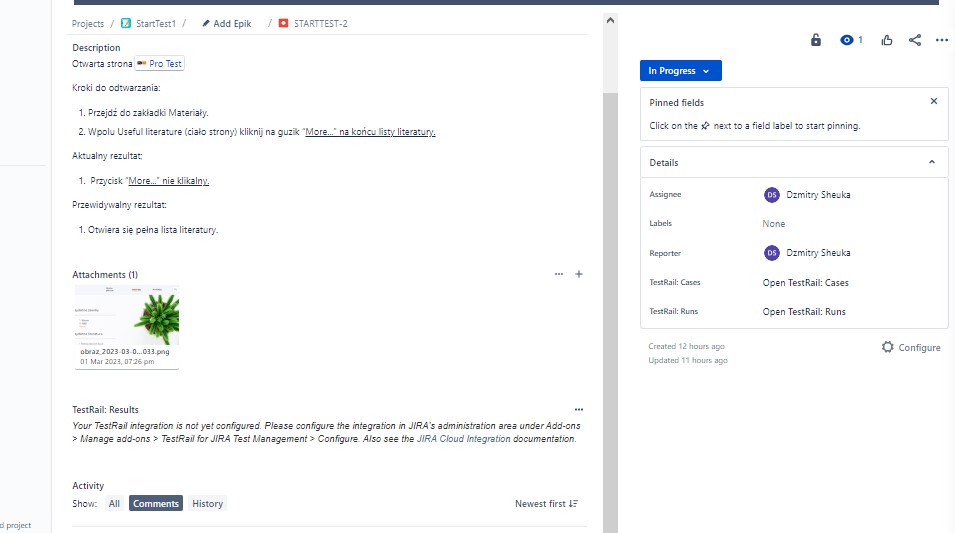 Projects / StartTest1 / Add Epik / STARTTEST-2
Description
Otwarta strona Pro Test
Kroki do odtwarzania:
1. Przejdź do zakładki Materiały.
2. Wpolu Useful literature (ciało strony) kliknij na guzik "More..." na końcu listy literatury.
Aktualny rezultat:
1. Przycisk "More..." nie klikalny.
Przewidywalny rezultat:
1. Otwiera się pełna lista literatury.
Attachments (1)
obraz_2023-03-0...033.png
01 Mar 2023, 07:26 pm
TestRail: Results
Your TestRail integration is not yet configured. Please configure the integration in JIRA's administration area under Add-ons
> Manage add-ons > TestRail for JIRA Test Management > Configure. Also see the JIRA Cloud Integration documentation.
Activity
Show: All Comments History
Newest first
d project
1
In Progress
Pinned fields
Click on the next to a field label to start pinning.
Details
Assignee DS Dzmitry Sheuka
Labels None
Reporter DS Dzmitry Sheuka
TestRail: Cases Open TestRail: Cases
TestRail: Runs Open TestRail: Runs
Created 12 hours ago
Updated 11 hours ago
Configure